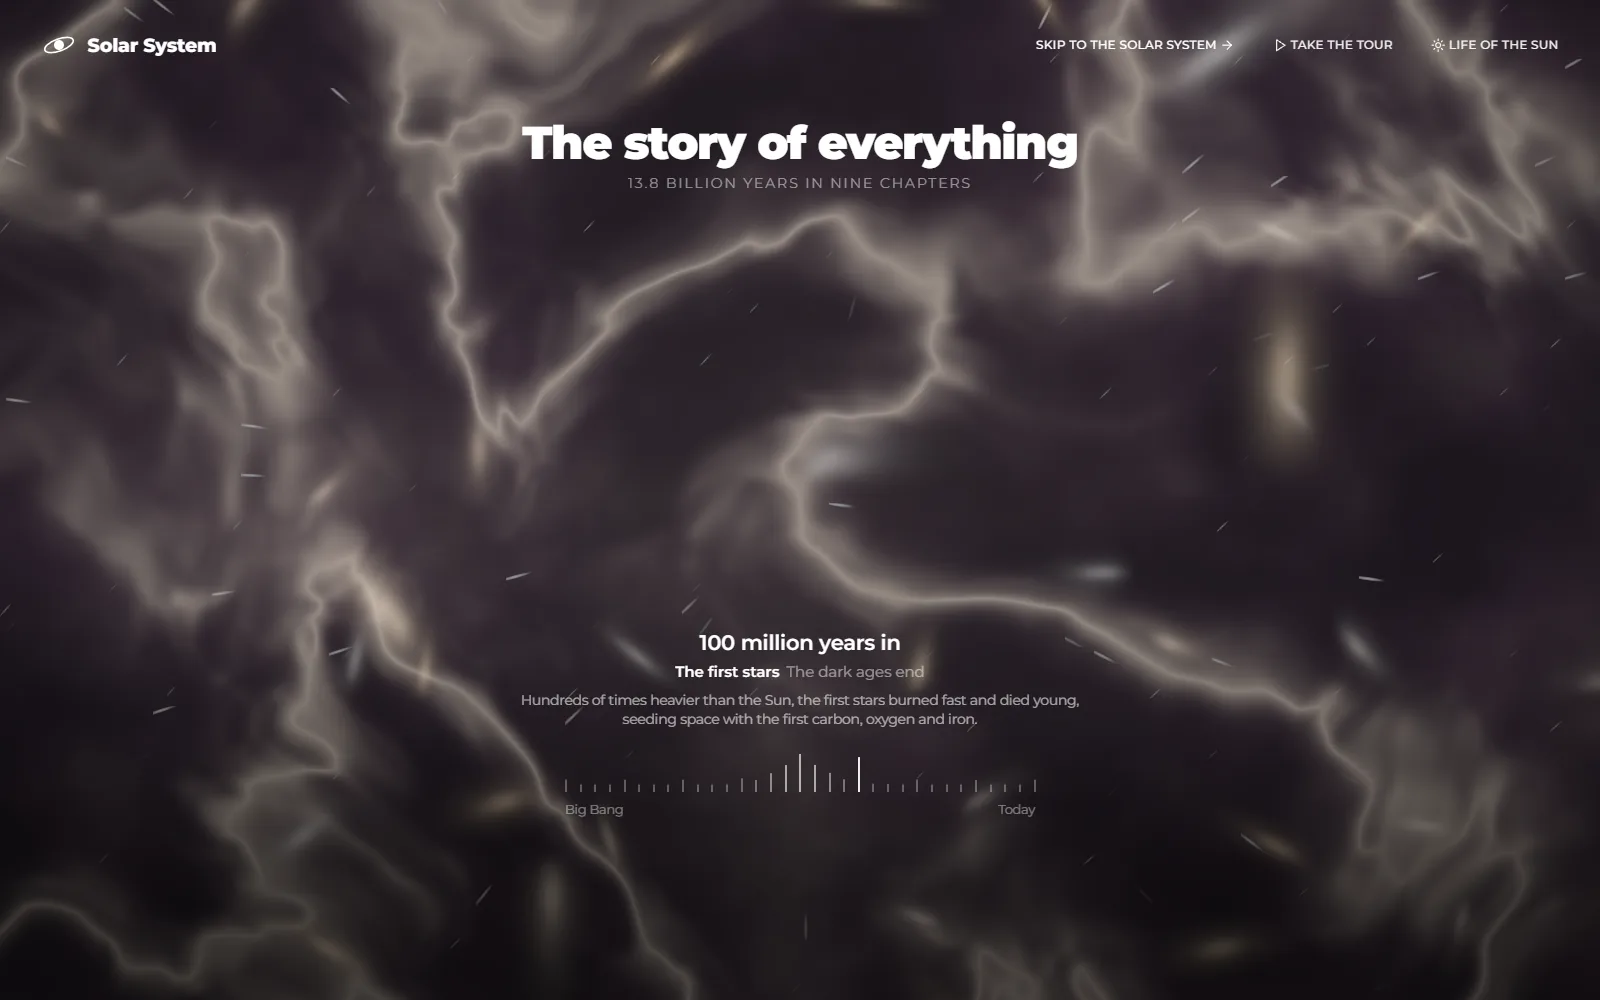 Solar System
SKIP TO THE SOLAR SYSTEM
TAKE THE TOUR
LIFE OF THE SUN
The story of everything
13.8 BILLION YEARS IN NINE CHAPTERS
100 million years in
The first stars The dark ages end
Hundreds of times heavier than the Sun, the first stars burned fast and died young,
seeding space with the first carbon, oxygen and iron.
Big Bang
Today